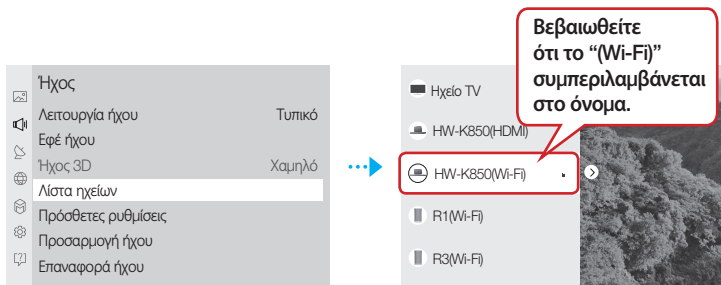 Ήχος
Λειτουργία ήχου Τυπικό
Εφέ ήχου
Ήχος 3D Χαμηλό
Λίστα ηχείων
Πρόσθετες ρυθμίσεις
Προσαρμογή ήχου
Επαναφορά ήχου
Βεβαιωθείτε
ότι το “(Wi-Fi)”
συμπεριλαμβάνεται
στο όνομα.
Ηχείο TV
HW-K850(HDMI)
HW-K850(Wi-Fi)
R1(Wi-Fi)
R3(Wi-Fi)